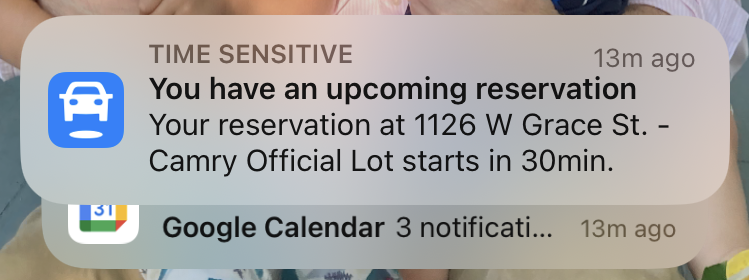 TIME SENSITIVE
13m ago
You have an upcoming reservation
Your reservation at 1126 W Grace St. -
Camry Official Lot starts in 30min.
31
Google Calendar 3 notificati... 13m ago